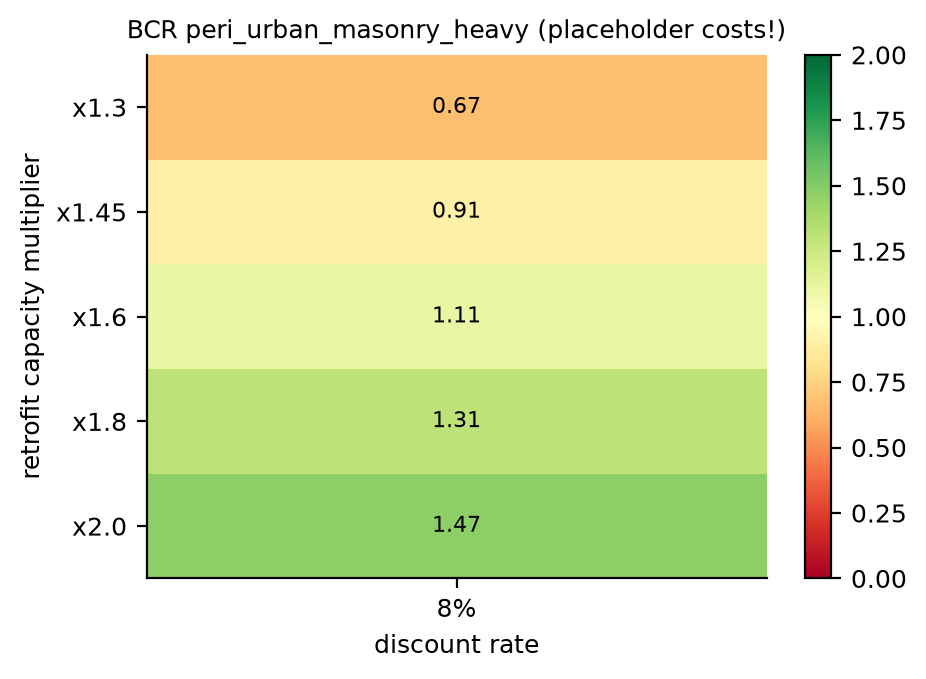 BCR peri_urban_masonry_heavy (placeholder costs!)
retrofit capacity multiplier
x1.3
0.67
x1.45
0.91
x1.6
1.11
x1.8
1.31
x2.0
1.47
8%
discount rate
2.00
1.75
1.50
1.25
1.00
0.75
0.50
0.25
0.00